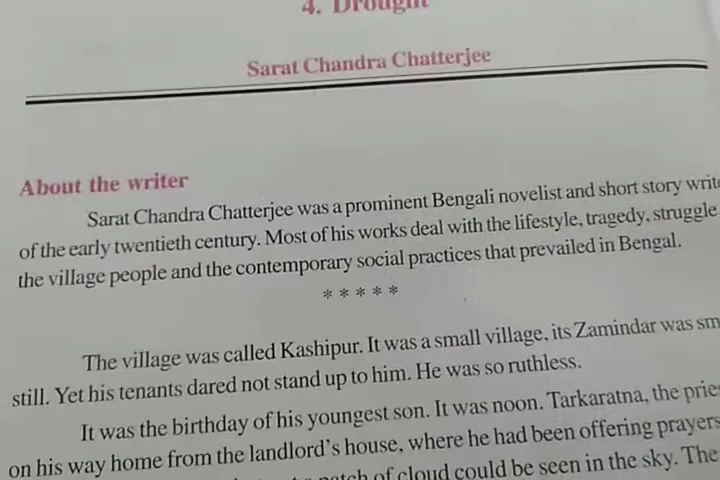 4. Drought
Sarat Chandra Chatterjee
About the writer
Sarat Chandra Chatterjee was a prominent Bengali novelist and short story
of the early twentieth century. Most of his works deal with the lifestyle, tragedy, struggle
the village people and the contemporary social practices that prevailed in Bengal.
*****
The village was called Kashipur. It was a small village, its Zamindar was
still. Yet his tenants dared not stand up to him. He was so ruthless.
It was the birthday of his youngest son. It was noon. Tarkaratna, the
on his way home from the landlord's house, where he had been offering prayers
patch of cloud could be seen in the sky. The